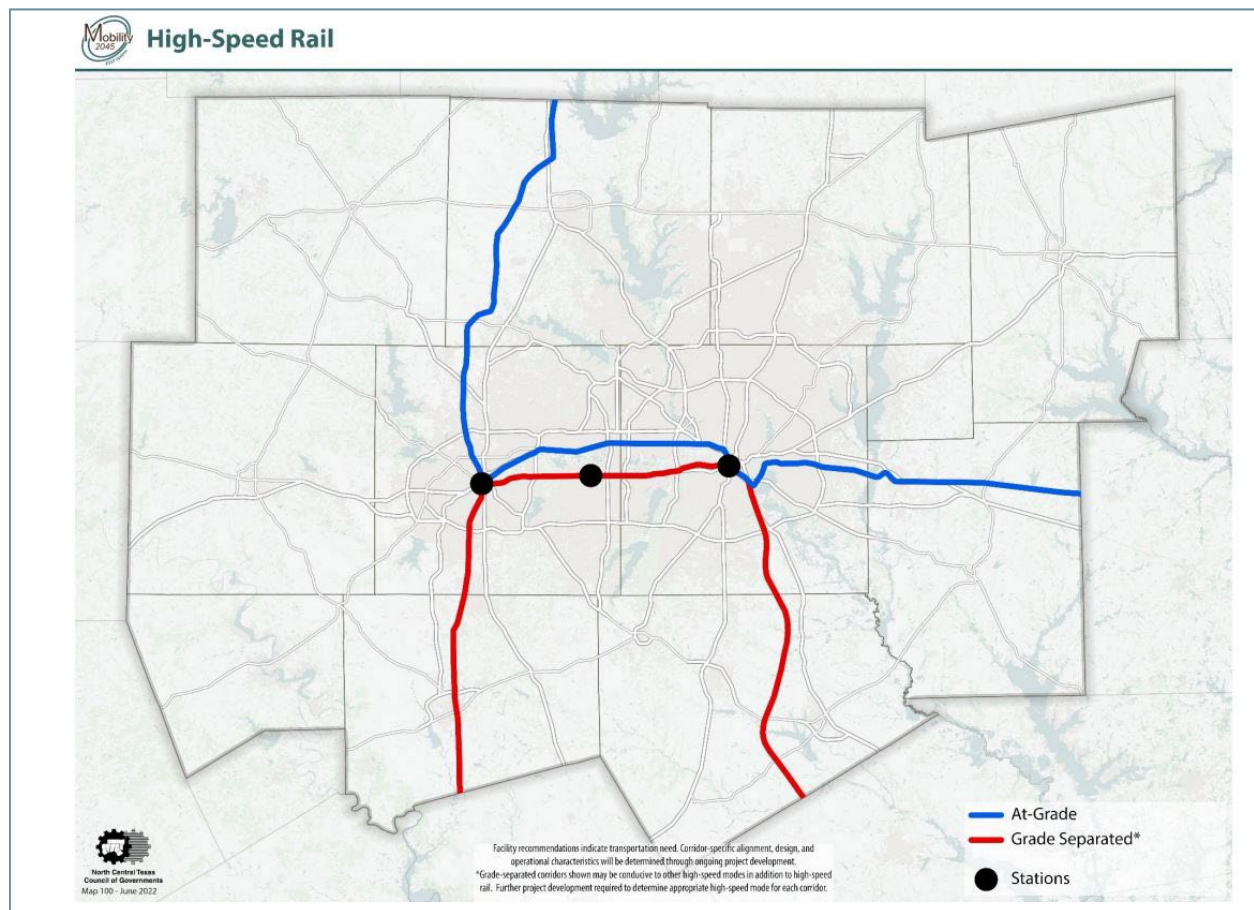 Mobility
2045
High-Speed Rail
At-Grade
Grade Separated*
Stations
Facility recommendations indicate transportation need. Corridor-specific alignment, design, and
operational characteristics will be determined through ongoing project development.
*Grade-separated corridors shown may be conducive to other high-speed modes in addition to high-speed
rail. Further project development required to determine appropriate high-speed mode for each corridor.
North Central Texas
Council of Governments
Map 100 - June 2022